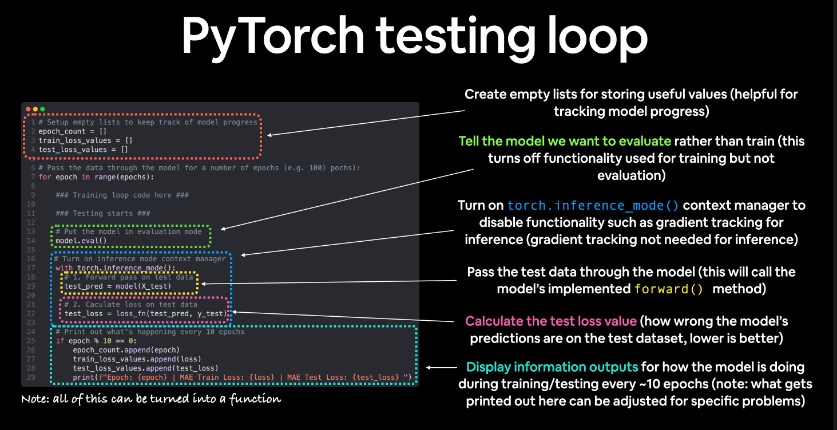 PyTorch testing loop
1 # Setup empty lists to keep track of model progress
2 epoch_count = []
3 train_loss_values = []
4 test_loss_values = []
5
6 # Pass the data through the model for a number of epochs (e.g. 100) pochs):
7 for epoch in range(epochs):
8
9 ### Training loop code here ###
10
11 ### Testing starts ###
12
13 # Put the model in evaluation mode
14 model.eval()
15
16 # Turn on inference mode context manager
17 with torch.inference_mode():
18 # 1. Forward pass on test data
19 test_pred = model(X_test)
20
21 # 2. Caculate loss on test data
22 test_loss = loss_fn(test_pred, y_test)
23
24 # Print out what's happening every 10 epochs
25 if epoch % 10 == 0:
26 epoch_count.append(epoch)
27 train_loss_values.append(loss)
28 test_loss_values.append(test_loss)
29 print(f"Epoch: {epoch} | MAE Train Loss: {loss} | MAE Test Loss: {test_loss} ")
Note: all of this can be turned into a function
Create empty lists for storing useful values (helpful for
tracking model progress)
Tell the model we want to evaluate rather than train (this
turns off functionality used for training but not
evaluation)
Turn on torch.inference_mode() context manager to
disable functionality such as gradient tracking for
inference (gradient tracking not needed for inference)
Pass the test data through the model (this will call the
model's implemented forward() method)
Calculate the test loss value (how wrong the model's
predictions are on the test dataset, lower is better)
Display information outputs for how the model is doing
during training/testing every ~10 epochs (note: what gets
printed out here can be adjusted for specific problems)